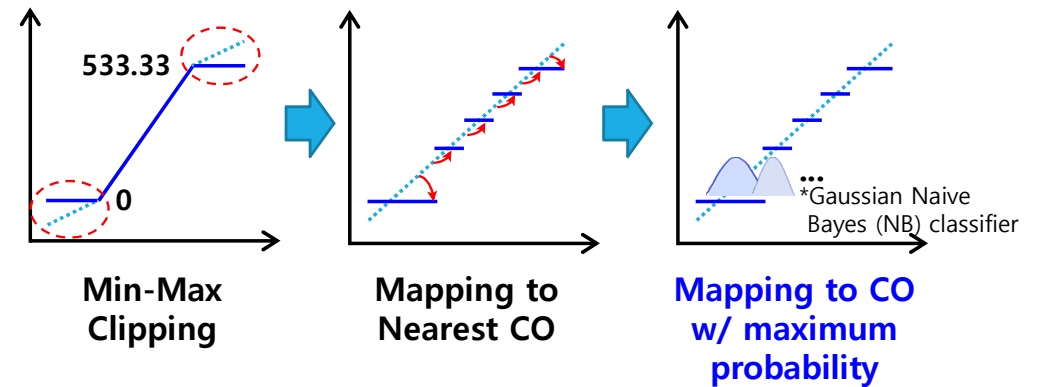 533.33
0
...
*Gaussian Naive
Bayes (NB) classifier
Min-Max
Clipping
Mapping to
Nearest CO
Mapping to CO
w/ maximum
probability